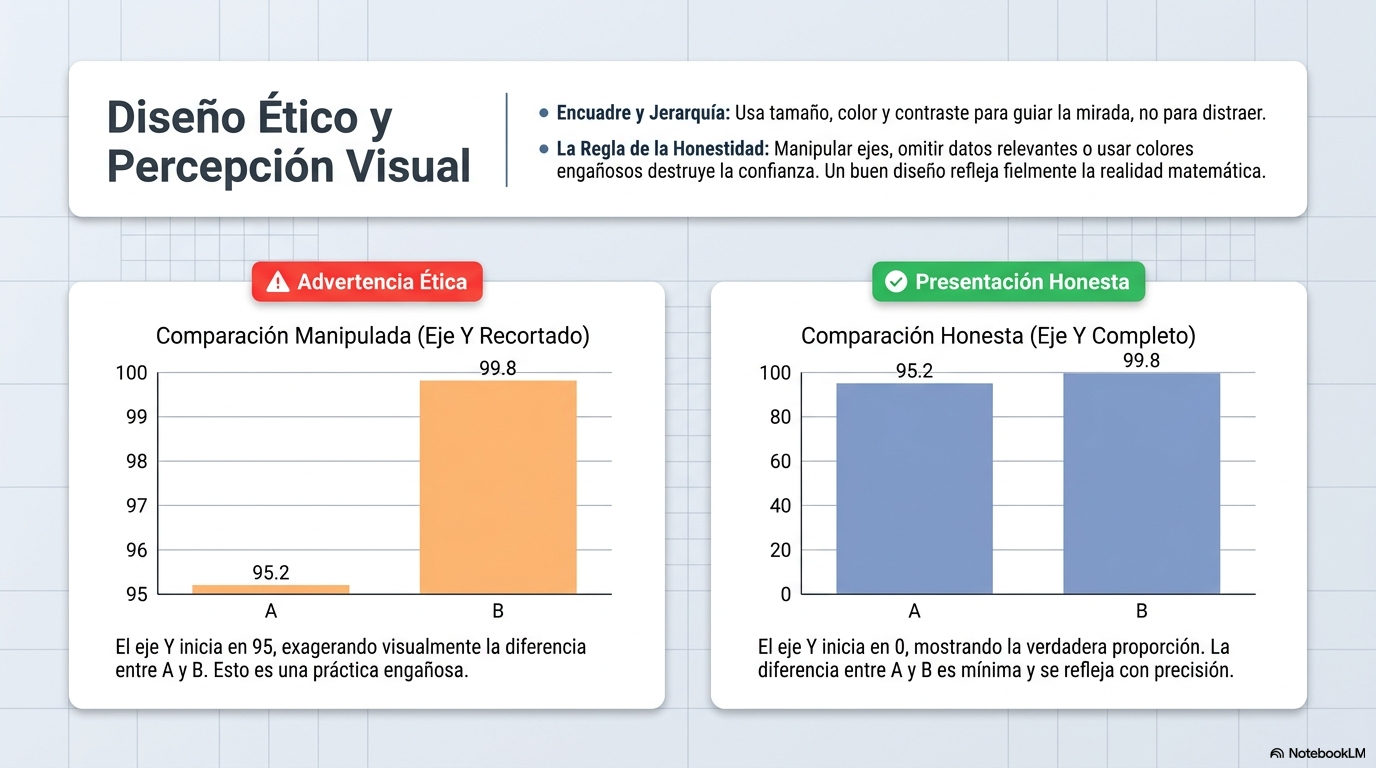 Diseño Ético y
Percepción Visual
• Encuadre y Jerarquía: Usa tamaño, color y contraste para guiar la mirada, no para distraer.
• La Regla de la Honestidad: Manipular ejes, omitir datos relevantes o usar colores
engañosos destruye la confianza. Un buen diseño refleja fielmente la realidad matemática.
Advertencia Ética
Comparación Manipulada (Eje Y Recortado)
100
99
98
97
96
95
95.2
99.8
A
B
El eje Y inicia en 95, exagerando visualmente la diferencia
entre A y B. Esto es una práctica engañosa.
Presentación Honesta
Comparación Honesta (Eje Y Completo)
100
80
60
40
20
0
95.2
99.8
A
B
El eje Y inicia en 0, mostrando la verdadera proporción. La
diferencia entre A y B es mínima y se refleja con precisión.
NotebookLM